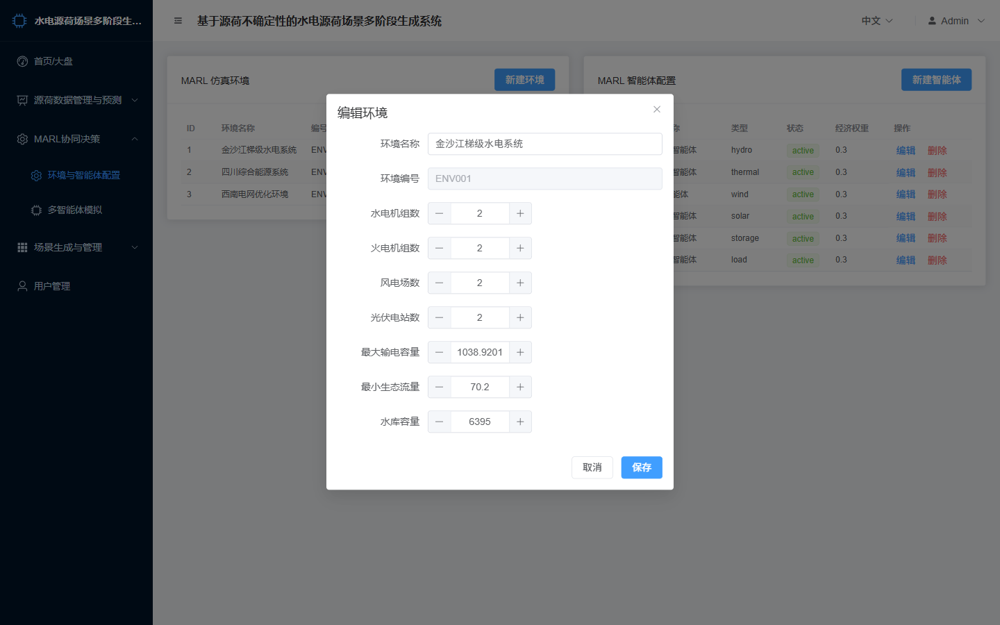 水电源荷场景多阶段生...
首页/大盘
源荷数据管理与预测
MARL协同决策
环境与智能体配置
多智能体模拟
场景生成与管理
用户管理
基于源荷不确定性的水电源荷场景多阶段生成系统
中文
Admin
MARL 仿真环境
新建环境
ID 环境名称 编号
1 金沙江梯级水电系统 ENV
2 四川综合能源系统 ENV
3 西南电网优化环境 ENV
MARL 智能体配置
新建智能体
称 类型 状态 经济权重 操作
智能体 hydro active 0.3 编辑 删除
智能体 thermal active 0.3 编辑 删除
能体 wind active 0.3 编辑 删除
智能体 solar active 0.3 编辑 删除
智能体 storage active 0.3 编辑 删除
智能体 load active 0.3 编辑 删除
编辑环境
环境名称 金沙江梯级水电系统
环境编号 ENV001
水电机组数 2
火电机组数 2
风电场数 2
光伏电站数 2
最大输电容量 1038.9201
最小生态流量 70.2
水库容量 6395
取消 保存